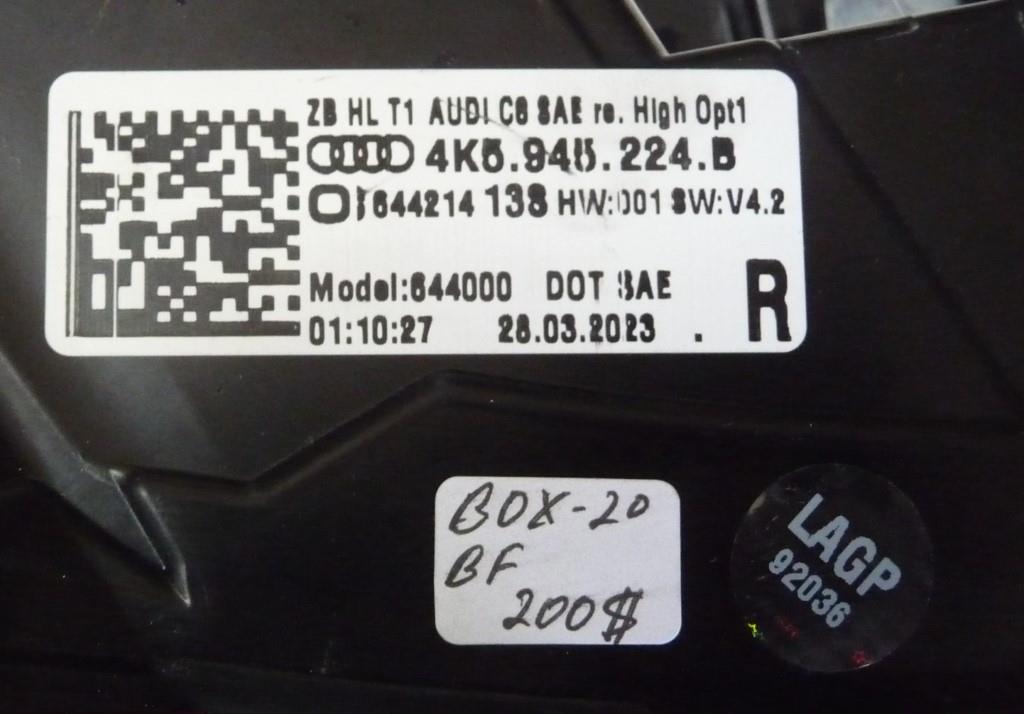 ZB HL T1 AUDI C8 SAE re. High Opt1
4K5.945.224.B
644214 138 HW:001 SW:V4.2
Model:644000 DOT SAE
01:10:27 28.03.2023 . R
BOX-20
BF
200$
LAGP
92036